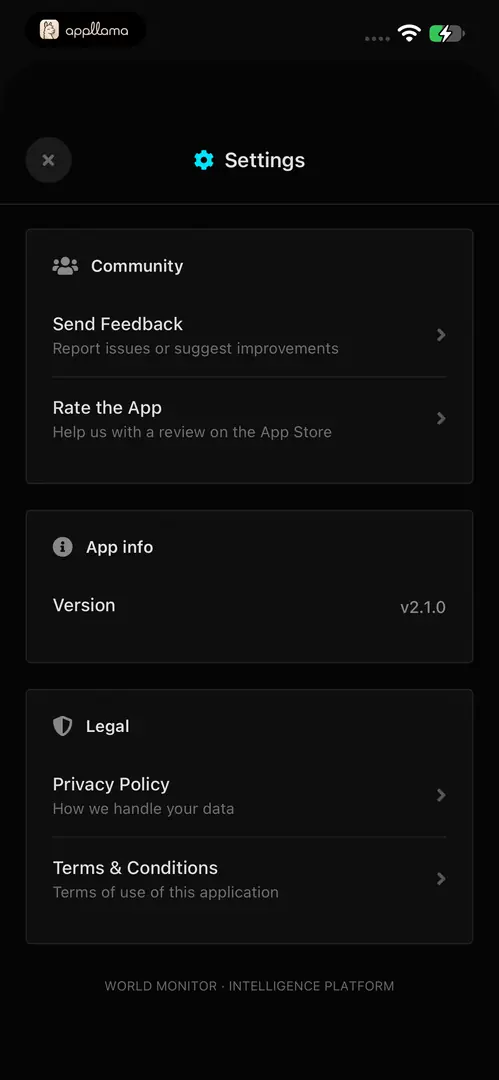 appllama
Settings
Community
Send Feedback
Report issues or suggest improvements
Rate the App
Help us with a review on the App Store
App info
Version
v2.1.0
Legal
Privacy Policy
How we handle your data
Terms & Conditions
Terms of use of this application
WORLD MONITOR · INTELLIGENCE PLATFORM